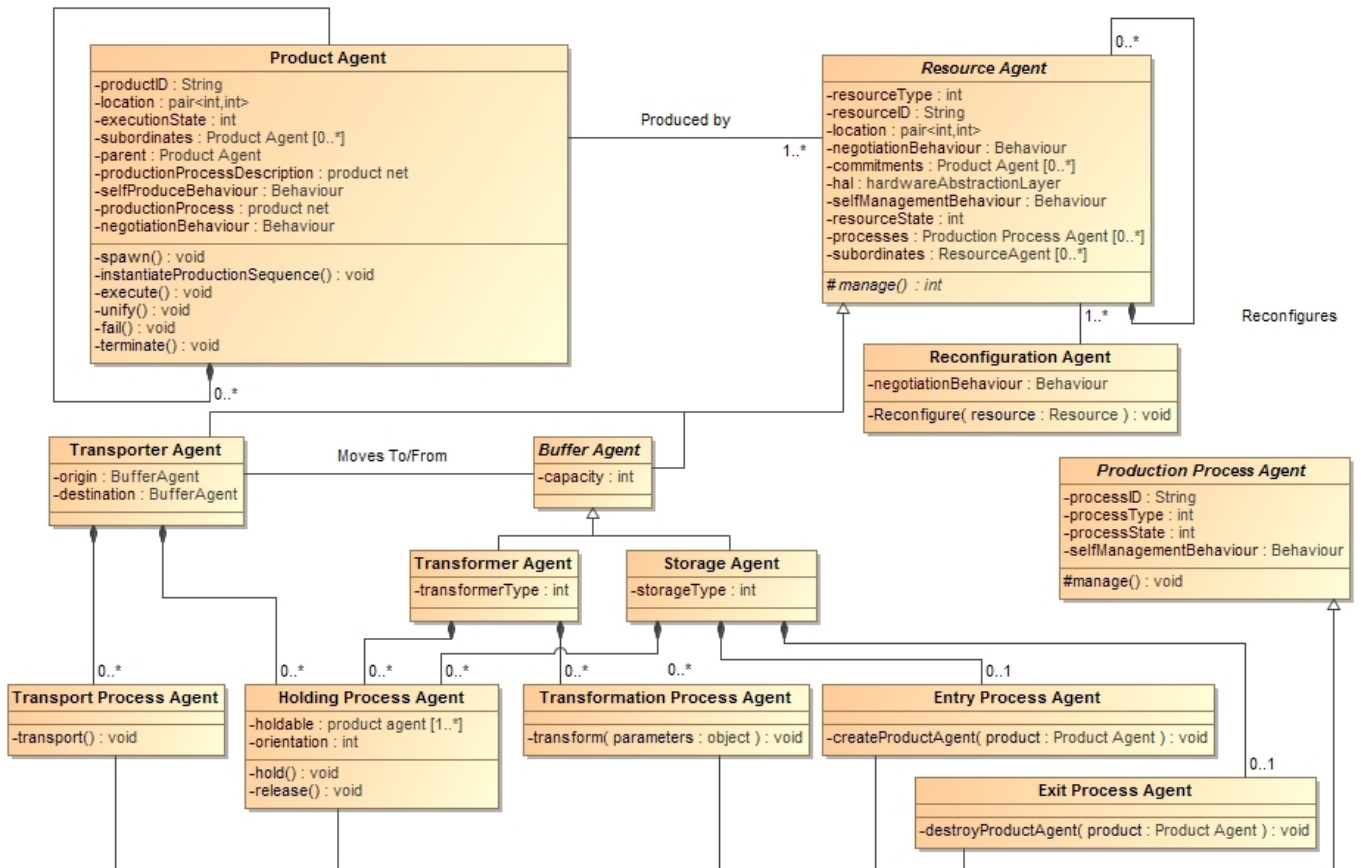 Product Agent
-productID : String
-location : pair<int,int>
-executionState : int
-subordinates : Product Agent [0..*]
-parent : Product Agent
-productionProcessDescription : product net
-selfProduceBehaviour : Behaviour
-productionProcess : product net
-negotiationBehaviour : Behaviour
-spawn() : void
-instantiateProductionSequence() : void
-execute() : void
-unify() : void
-fail() : void
-terminate() : void
0..*
Produced by
1..*
0..*
Resource Agent
-resourceType : int
-resourceID : String
-location : pair<int,int>
-negotiationBehaviour : Behaviour
-commitments : Product Agent [0..*]
-hal : hardwareAbstractionLayer
-selfManagementBehaviour : Behaviour
-resourceState : int
-processes : Production Process Agent [0..*]
-subordinates : ResourceAgent [0..*]
#manage() : int
1..*
Reconfigures
Reconfiguration Agent
-negotiationBehaviour : Behaviour
-Reconfigure( resource : Resource ) : void
Transporter Agent
-origin : BufferAgent
-destination : BufferAgent
Moves To/From
Buffer Agent
-capacity : int
Production Process Agent
-processID : String
-processType : int
-processState : int
-selfManagementBehaviour : Behaviour
#manage() : void
Transformer Agent
-transformerType : int
Storage Agent
-storageType : int
0..*
0..*
0..*
0..*
0..*
0..*
0..1
Transport Process Agent
-transport() : void
Holding Process Agent
-holdable : product agent [1..*]
-orientation : int
-hold() : void
-release() : void
Transformation Process Agent
-transform( parameters : object ) : void
Entry Process Agent
-createProductAgent( product : Product Agent ) : void
0..1
Exit Process Agent
-destroyProductAgent( product : Product Agent ) : void